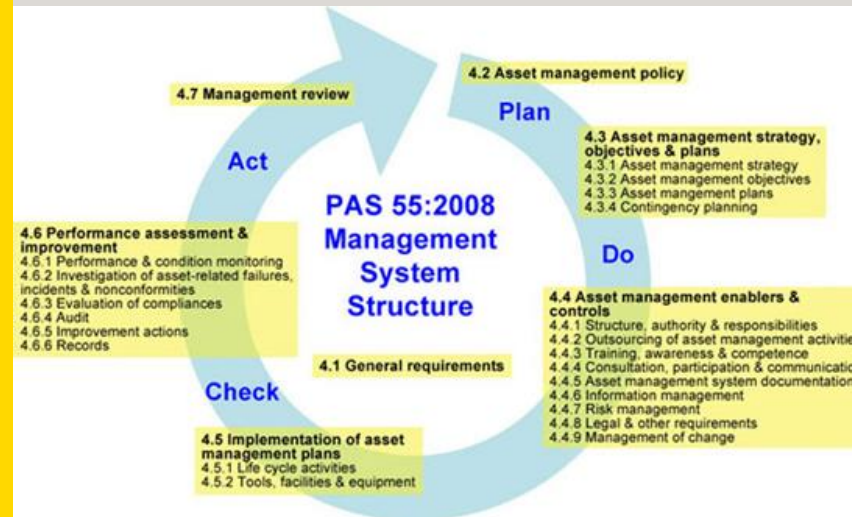 4.7 Management review
4.2 Asset management policy
Plan
4.3 Asset management strategy,
objectives & plans
4.3.1 Asset management strategy
4.3.2 Asset management objectives
4.3.3 Asset mangement plans
4.3.4 Contingency planning
Act
PAS 55:2008
Management
System
Structure
Do
4.6 Performance assessment &
improvement
4.6.1 Performance & condition monitoring
4.6.2 Investigation of asset-related failures,
incidents & nonconformities
4.6.3 Evaluation of compliances
4.6.4 Audit
4.6.5 Improvement actions
4.6.6 Records
4.4 Asset management enablers &
controls
4.4.1 Structure, authority & responsibilities
4.4.2 Outsourcing of asset management activitie
4.4.3 Training, awareness & competence
4.4.4 Consultation, participation & communicatio
4.4.5 Asset management system documentation
4.4.6 Information management
4.4.7 Risk management
4.4.8 Legal & other requirements
4.4.9 Management of change
4.1 General requirements
Check
4.5 Implementation of asset
management plans
4.5.1 Life cycle activities
4.5.2 Tools, facilities & equipment